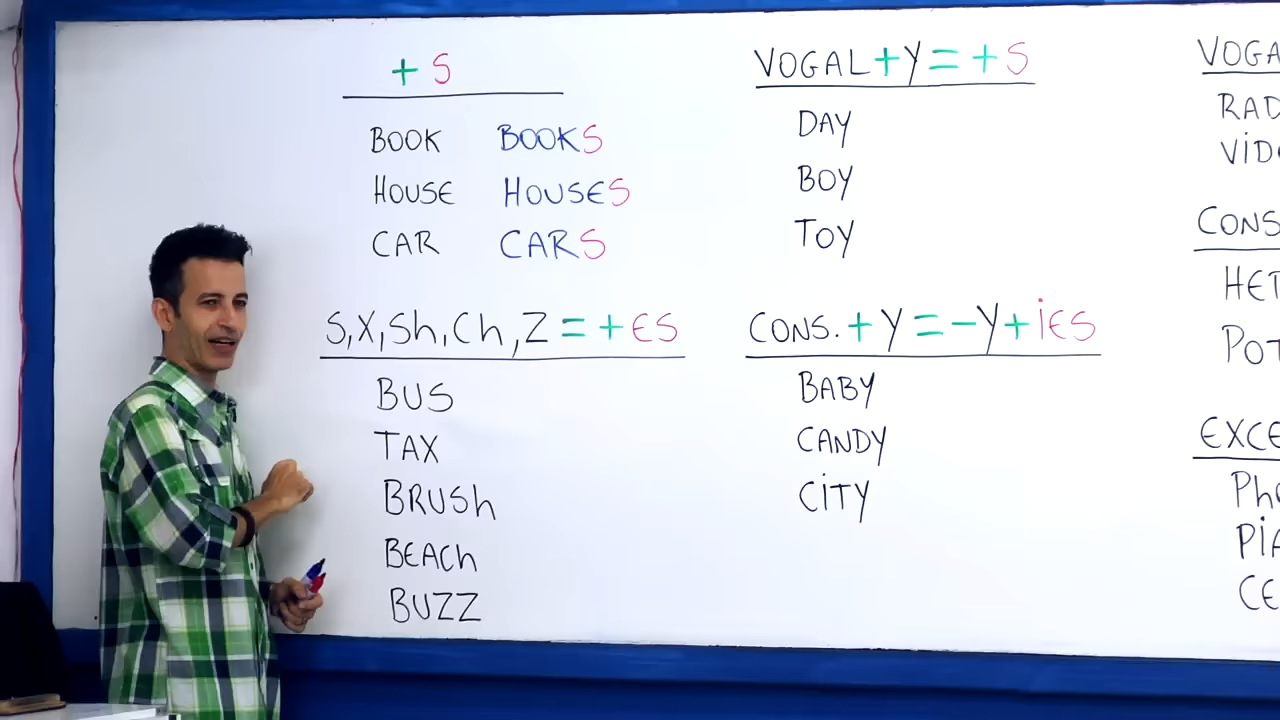 + S
BOOK BOOKS
HOUSE HOUSES
CAR CARS
S, X, Sh, Ch, Z = + ES
BUS
TAX
BRUSh
BEACh
BUZZ
VOGAL + Y = + S
DAY
BOY
TOY
CONS. + Y = - Y + iES
BABY
CANDY
CiTY